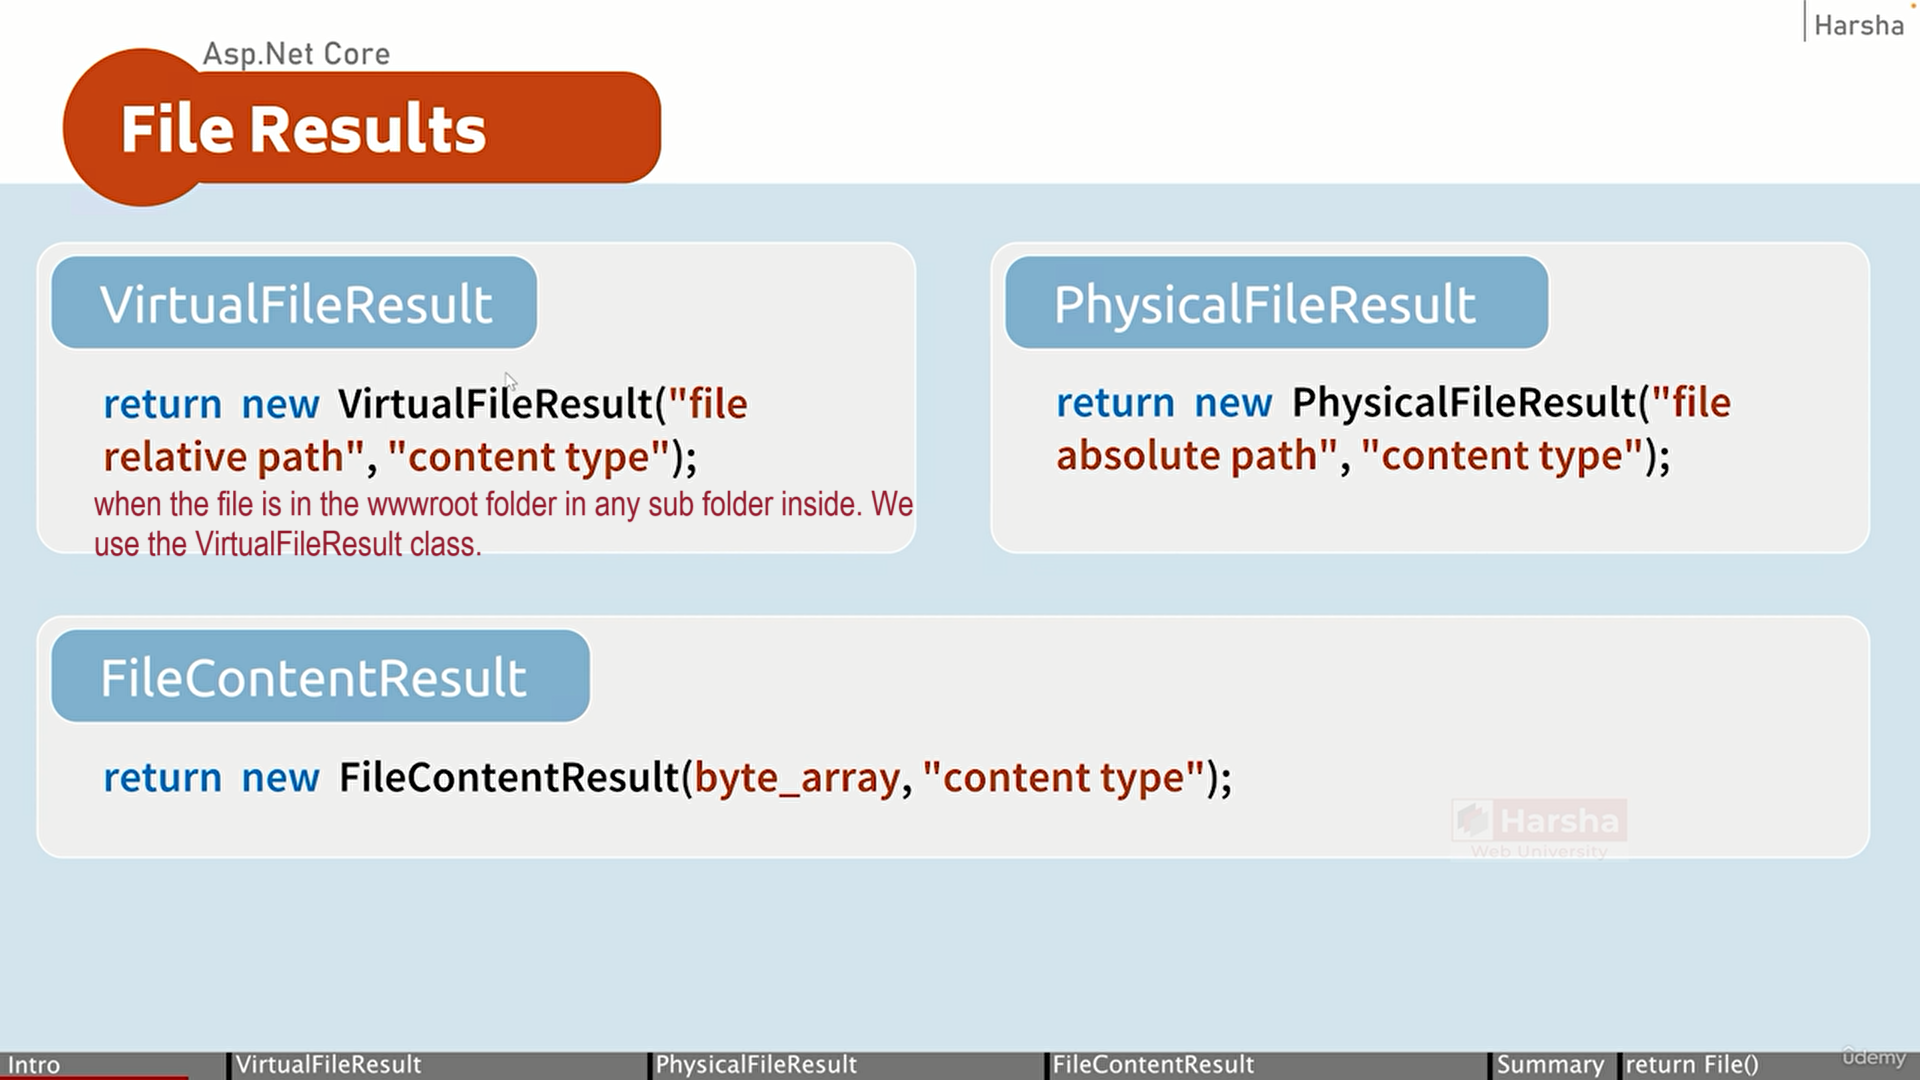 Asp.Net Core
Harsha
File Results
VirtualFileResult
return new VirtualFileResult("file
relative path", "content type");
when the file is in the wwwroot folder in any sub folder inside. We
use the VirtualFileResult class.
PhysicalFileResult
return new PhysicalFileResult("file
absolute path", "content type");
FileContentResult
return new FileContentResult(byte_array, "content type");
Harsha
Web University
Intro
VirtualFileResult
PhysicalFileResult
FileContentResult
Summary
return File()
ûdemy